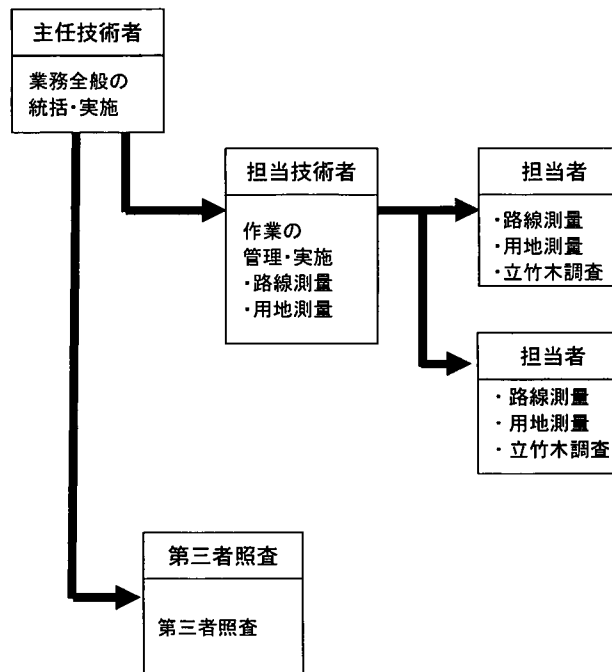 主任技術者
業務全般の
統括・実施
担当技術者
作業の
管理・実施
・路線測量
・用地測量
担当者
・路線測量
・用地測量
・立竹木調査
担当者
・路線測量
・用地測量
・立竹木調査
第三者照査
第三者照査